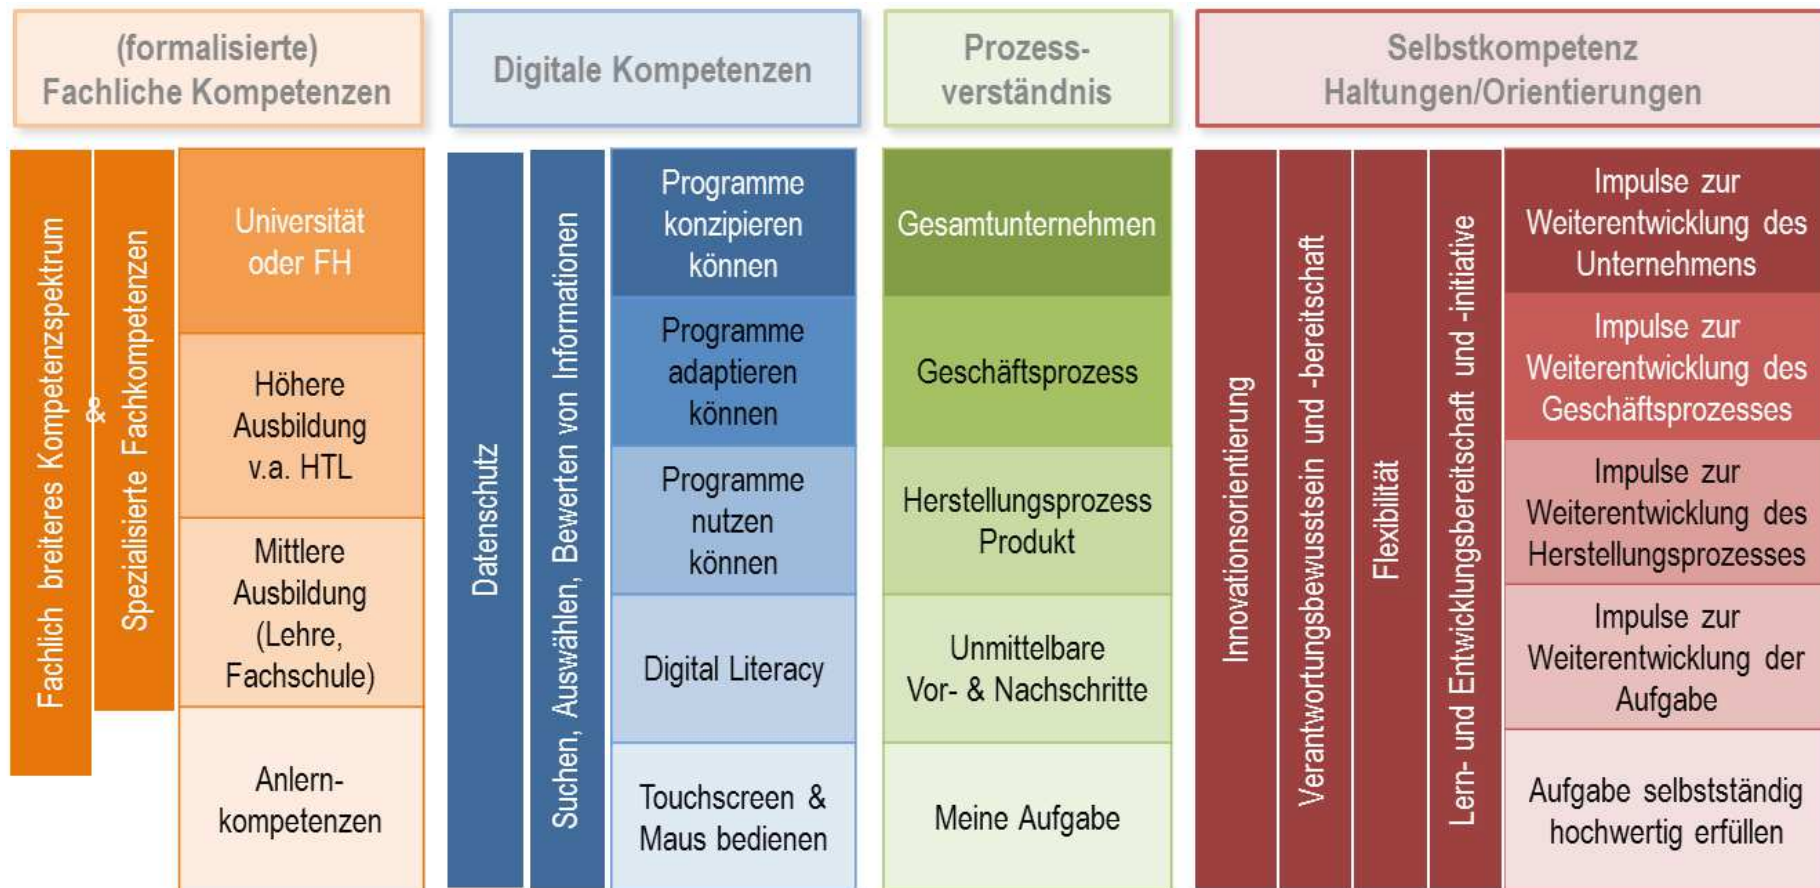 (formalisierte)
Fachliche Kompetenzen
Digitale Kompetenzen
Prozess-
verständnis
Selbstkompetenz
Haltungen/Orientierungen
Fachlich breiteres Kompetenzspektrum
&
Spezialisierte Fachkompetenzen
Universität
oder FH
Höhere
Ausbildung
v.a. HTL
Mittlere
Ausbildung
(Lehre,
Fachschule)
Anlern-
kompetenzen
Datenschutz
Suchen, Auswählen, Bewerten von Informationen
Programme
konzipieren
können
Programme
adaptieren
können
Programme
nutzen
können
Digital Literacy
Touchscreen &
Maus bedienen
Gesamtunternehmen
Geschäftsprozess
Herstellungsprozess
Produkt
Unmittelbare
Vor- & Nachschritte
Meine Aufgabe
Innovationsorientierung
Verantwortungsbewusstsein und -bereitschaft
Flexibilität
Lern- und Entwicklungsbereitschaft und -initiative
Impulse zur
Weiterentwicklung des
Unternehmens
Impulse zur
Weiterentwicklung des
Geschäftsprozesses
Impulse zur
Weiterentwicklung des
Herstellungsprozesses
Impulse zur
Weiterentwicklung der
Aufgabe
Aufgabe selbstständig
hochwertig erfüllen